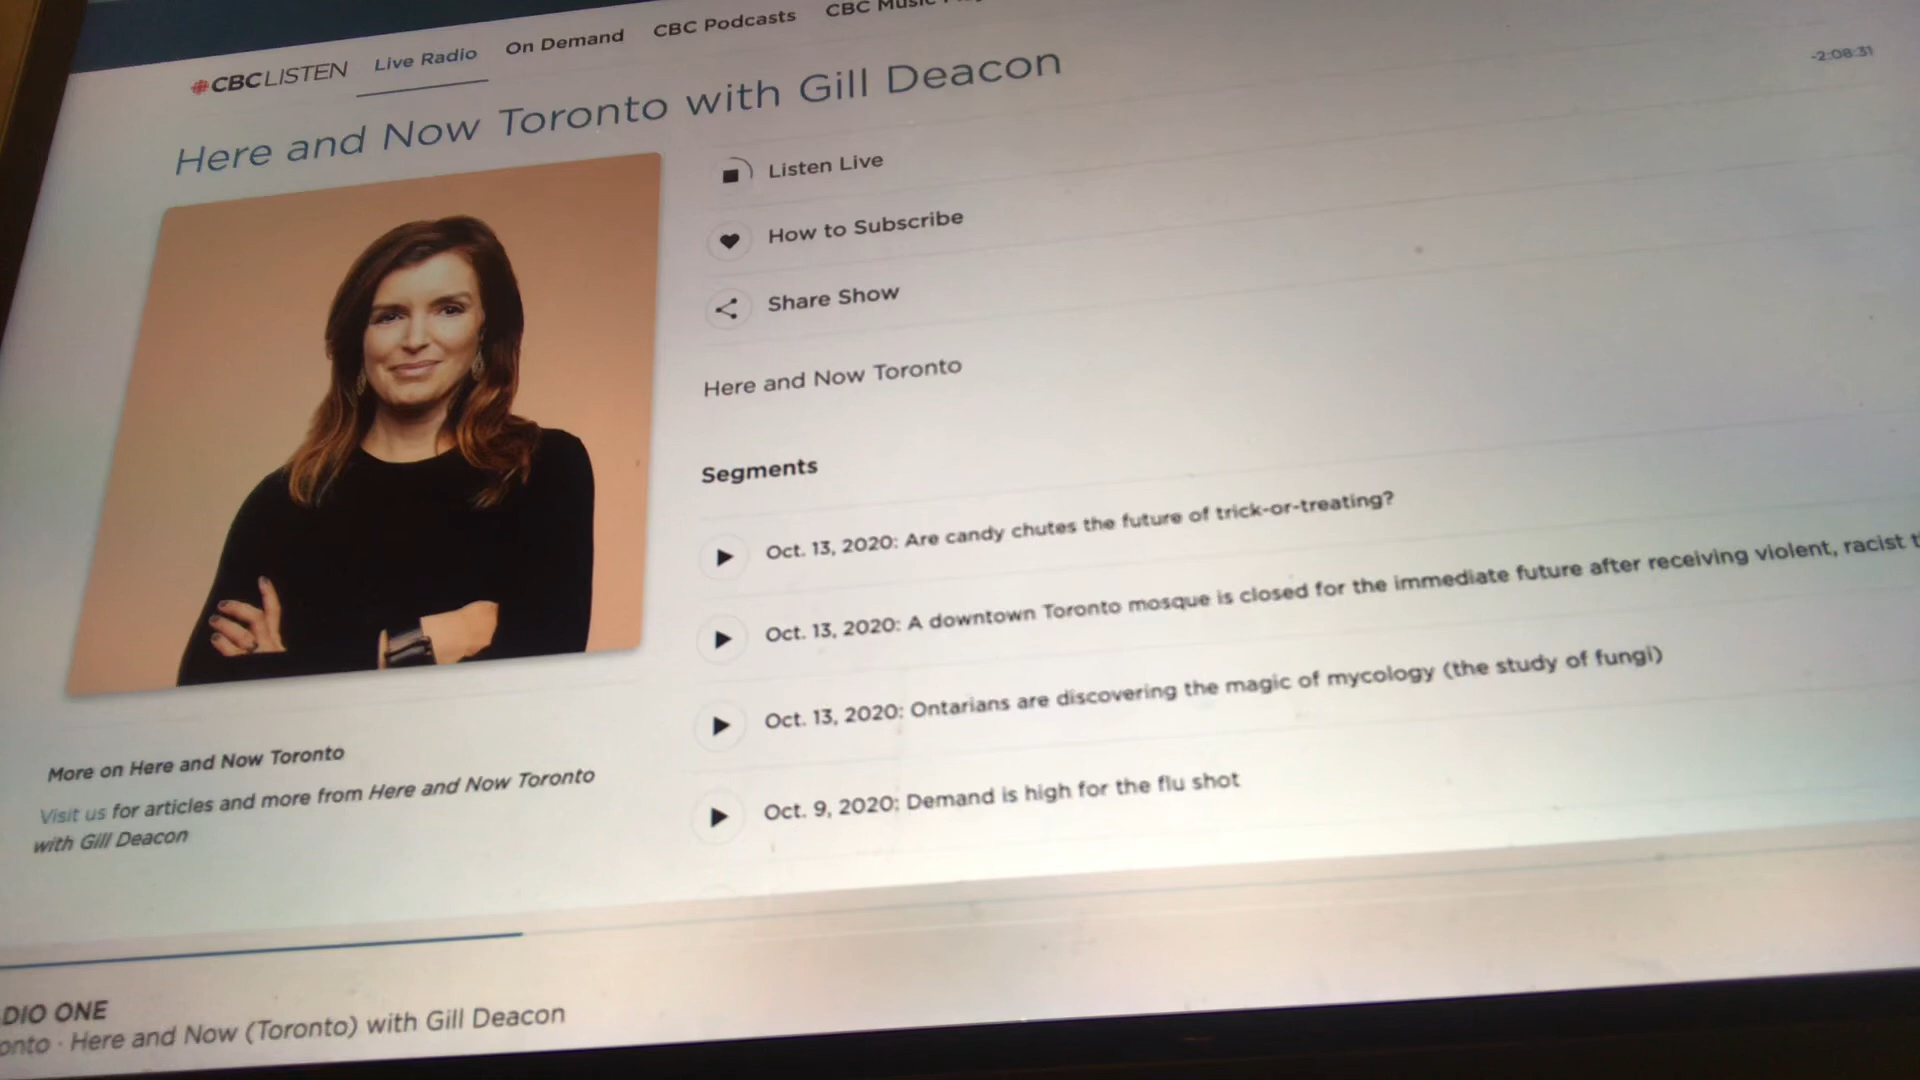 CBC LISTEN Live Radio On Demand CBC Podcasts CBC Music
-2:08:31
Here and Now Toronto with Gill Deacon
Listen Live
How to Subscribe
Share Show
Here and Now Toronto
Segments
Oct. 13, 2020: Are candy chutes the future of trick-or-treating?
Oct. 13, 2020: A downtown Toronto mosque is closed for the immediate future after receiving violent, racist t
Oct. 13, 2020: Ontarians are discovering the magic of mycology (the study of fungi)
Oct. 9, 2020: Demand is high for the flu shot
More on Here and Now Toronto
Visit us for articles and more from Here and Now Toronto
with Gill Deacon
DIO ONE
onto · Here and Now (Toronto) with Gill Deacon